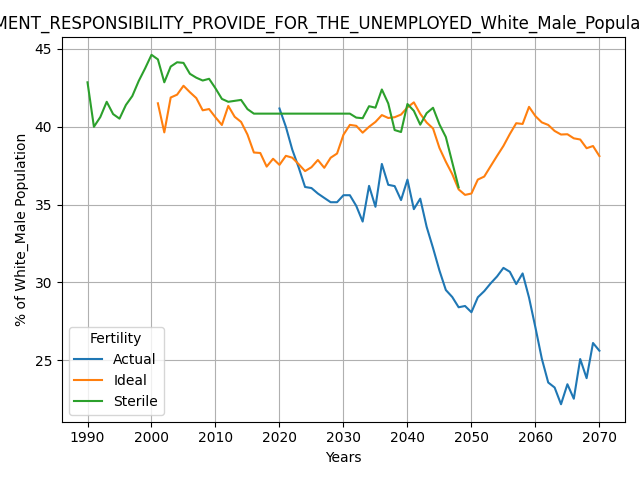 MENT_RESPONSIBILITY_PROVIDE_FOR_THE_UNEMPLOYED_White_Male_Popula
45
40
35
30
25
% of White_Male Population
Fertility
Actual
Ideal
Sterile
1990 2000 2010 2020 2030 2040 2050 2060 2070
Years